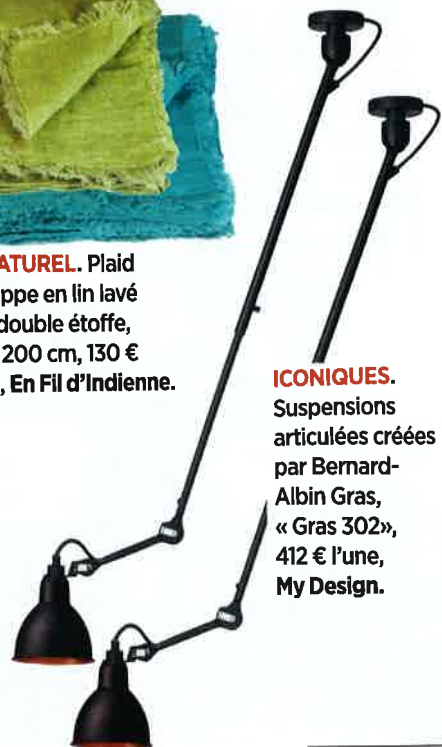 ATUREL. Plaid
ppe en lin lavé
double étoffe,
200 cm, 130 €
, En Fil d'Indienne.
ICONIQUES.
Suspensions
articulées créées
par Bernard-
Albin Gras,
« Gras 302»,
412 € l'une,
My Design.